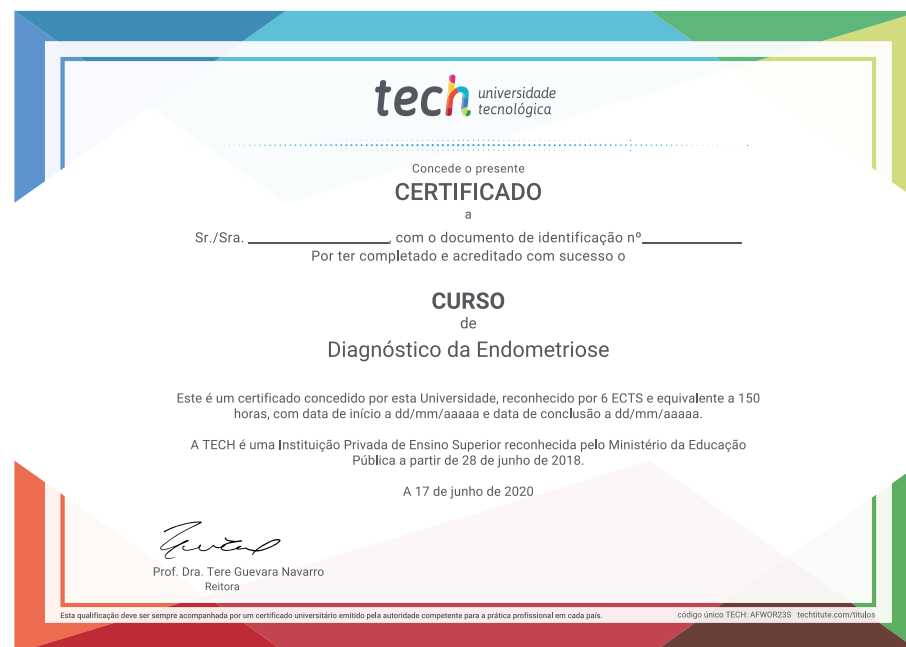 tech universidade
tecnológica
Concede o presente
CERTIFICADO
a
Sr./Sra. ________________, com o documento de identificação nº____________
Por ter completado e acreditado com sucesso o
CURSO
de
Diagnóstico da Endometriose
Este é um certificado concedido por esta Universidade, reconhecido por 6 ECTS e equivalente a 150
horas, com data de início a dd/mm/aaaaa e data de conclusão a dd/mm/aaaaa.
A TECH é uma Instituição Privada de Ensino Superior reconhecida pelo Ministério da Educação
Pública a partir de 28 de junho de 2018.
A 17 de junho de 2020
Prof. Dra. Tere Guevara Navarro
Reitora
Esta qualificação deve ser sempre acompanhada por um certificado universitário emitido pela autoridade competente para a prática profissional em cada país.
código único TECH: AFWOR23S techtitute.com/titulos